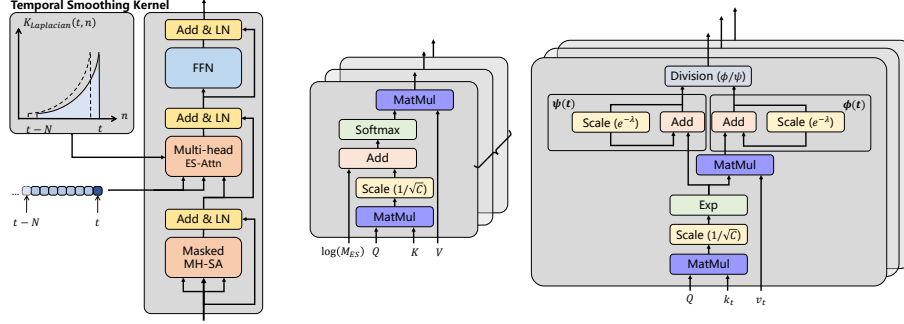 Temporal Smoothing Kernel
K_Laplacian(t, n)
n
t − N
t
Add & LN
FFN
Add & LN
Multi-head
ES-Attn
...
t − N
t
Add & LN
Masked
MH-SA
MatMul
Softmax
Add
Scale (1/√C)
MatMul
log(M_ES)
Q
K
V
Division (ϕ/ψ)
ψ(t)
ϕ(t)
Scale (e^−λ)
Add
Add
Scale (e^−λ)
MatMul
Exp
Scale (1/√C)
MatMul
Q
k_t
v_t